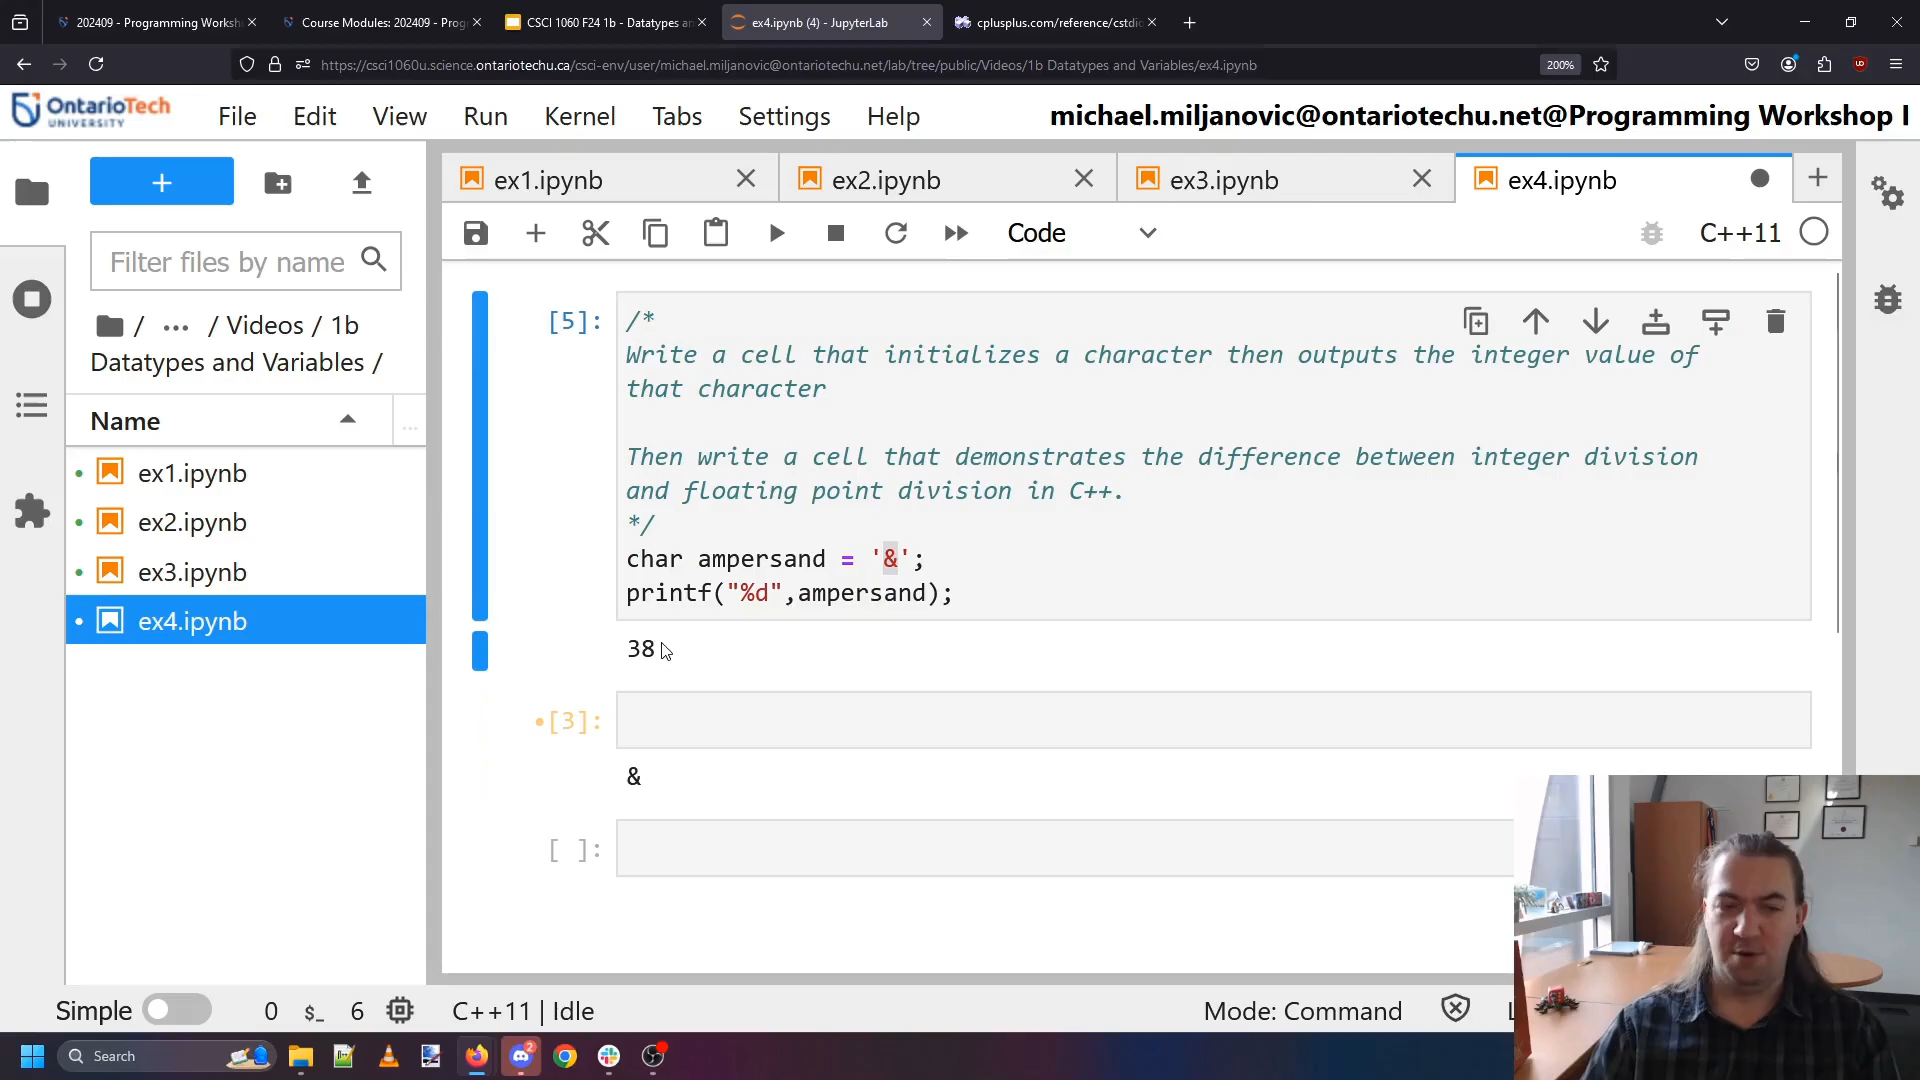 202409 - Programming Worksh
Course Modules: 202409 - Prog
CSCI 1060 F24 1b - Datatypes an
ex4.ipynb (4) - JupyterLab
cplusplus.com/reference/cstdio
https://csci1060u.science.ontariotechu.ca/csci-env/user/michael.miljanovic@ontariotechu.net/lab/tree/public/Videos/1b Datatypes and Variables/ex4.ipynb
200%
OntarioTech
UNIVERSITY
File
Edit
View
Run
Kernel
Tabs
Settings
Help
michael.miljanovic@ontariotechu.net@Programming Workshop I
ex1.ipynb
ex2.ipynb
ex3.ipynb
ex4.ipynb
Code
C++11
Filter files by name
/ ... / Videos / 1b
Datatypes and Variables /
Name
...
ex1.ipynb
ex2.ipynb
ex3.ipynb
ex4.ipynb
[5]:
/*
Write a cell that initializes a character then outputs the integer value of
that character
Then write a cell that demonstrates the difference between integer division
and floating point division in C++.
*/
char ampersand = '&';
printf("%d",ampersand);
38
[3]:
&
[ ]:
Simple
0
$_
6
C++11 | Idle
Mode: Command
Search
2